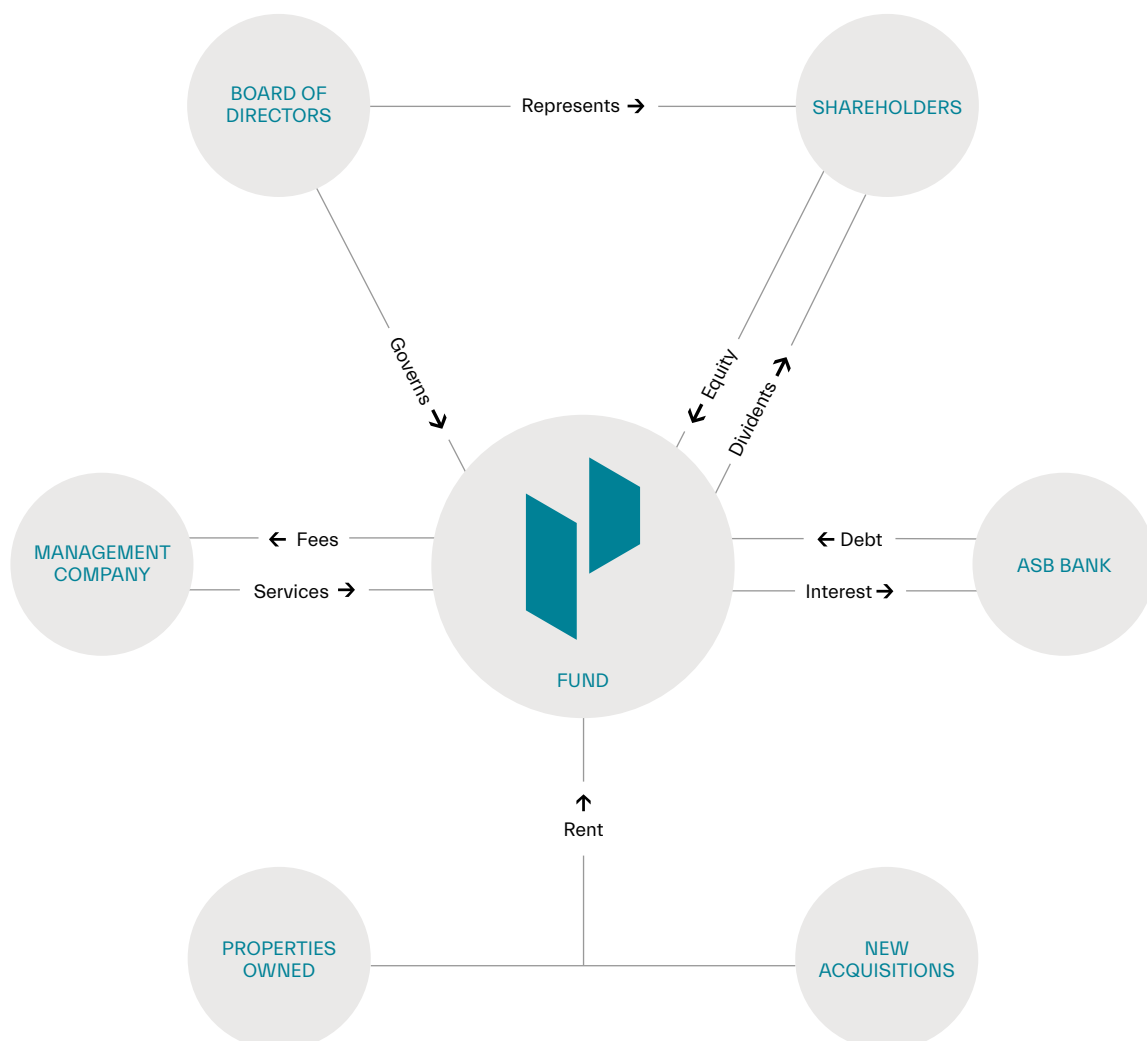 BOARD OF
DIRECTORS
Represents →
SHAREHOLDERS
Governs →
← Equity
Dividents →
MANAGEMENT
COMPANY
← Fees
Services →
← Debt
Interest →
ASB BANK
FUND
↑
Rent
PROPERTIES
OWNED
NEW
ACQUISITIONS